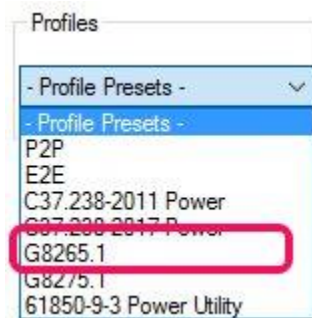 Profiles
- Profile Presets -
- Profile Presets -
P2P
E2E
C37.238-2011 Power
C37.238-2017 Power
G8265.1
G8275.1
61850-9-3 Power Utility